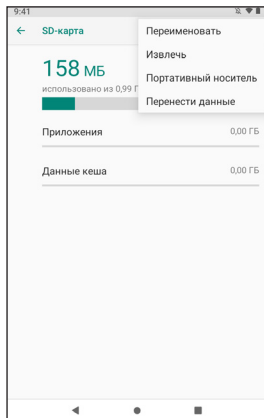 9:41
SD-карта
Переименовать
Извлечь
Портативный носитель
Перенести данные
158 МБ
использовано из 0,99 Г
Приложения 0,00 ГБ
Данные кеша 0,00 ГБ